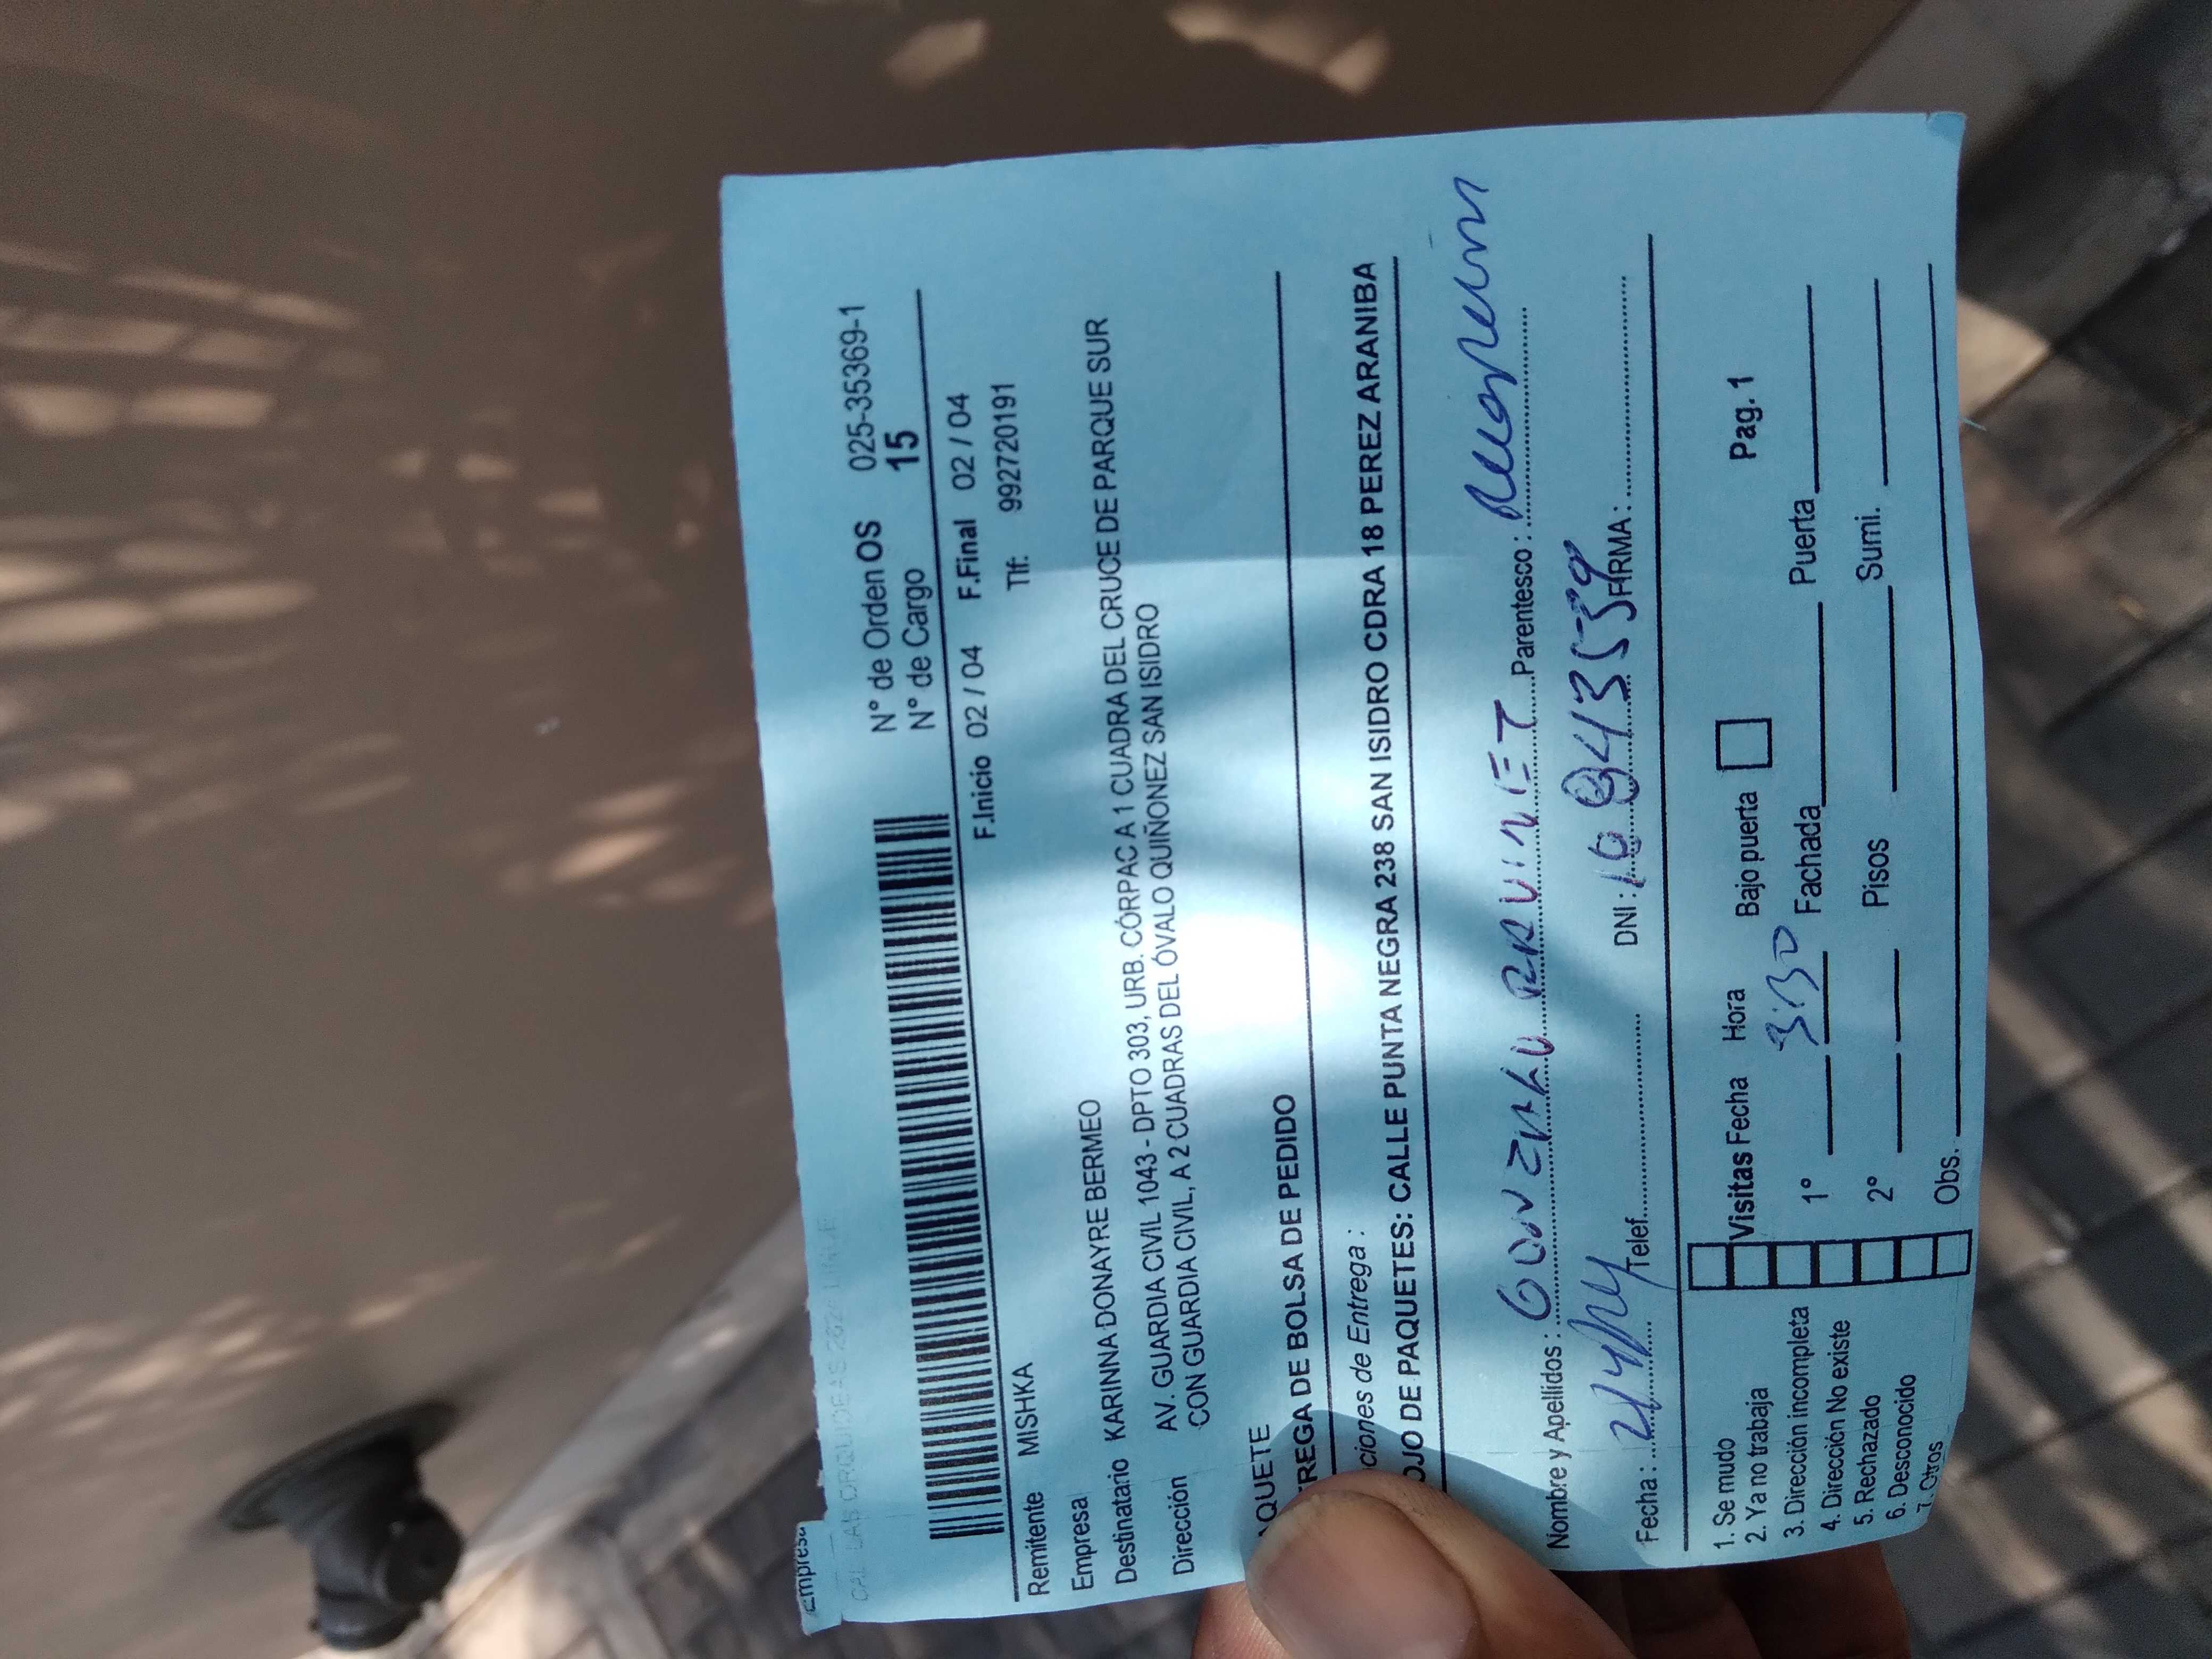 Empresa
N° de Orden OS 025-35369-1
N° de Cargo 15
F.Inicio 02 / 04 F.Final 02 / 04
Remitente MISHKA Tlf: 992720191
Empresa
Destinatario KARINNA DONAYRE BERMEO
Dirección AV. GUARDIA CIVIL 1043 - DPTO 303, URB. CÓRPAC A 1 CUADRA DEL CRUCE DE PARQUE SUR
CON GUARDIA CIVIL, A 2 CUADRAS DEL ÓVALO QUIÑONEZ SAN ISIDRO
AQUETE
TREGA DE BOLSA DE PEDIDO
ciones de Entrega :
OJO DE PAQUETES: CALLE PUNTA NEGRA 238 SAN ISIDRO CDRA 18 PEREZ ARANIBA
Nombre y Apellidos : Parentesco :
Fecha : 2/4/24 Telef. DNI : FIRMA :
1. Se mudo Visitas Fecha Hora Bajo puerta Pag. 1
2. Ya no trabaja 1° 3:30 Fachada Puerta
3. Dirección incompleta
4. Dirección No existe 2° Pisos Sumi.
5. Rechazado
6. Desconocido Obs.
7. Otros